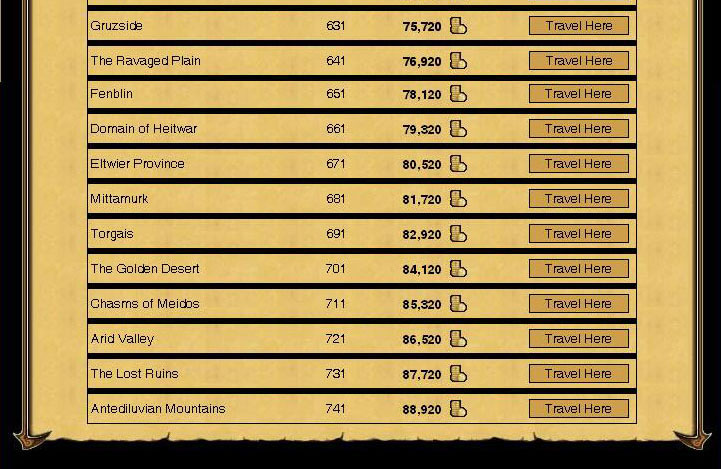 Gruzside 631 75,720 Travel Here
The Ravaged Plain 641 76,920 Travel Here
Fenblin 651 78,120 Travel Here
Domain of Heitwar 661 79,320 Travel Here
Eltwier Province 671 80,520 Travel Here
Mittamurk 681 81,720 Travel Here
Torgais 691 82,920 Travel Here
The Golden Desert 701 84,120 Travel Here
Chasms of Meidos 711 85,320 Travel Here
Arid Valley 721 86,520 Travel Here
The Lost Ruins 731 87,720 Travel Here
Antediluvian Mountains 741 88,920 Travel Here